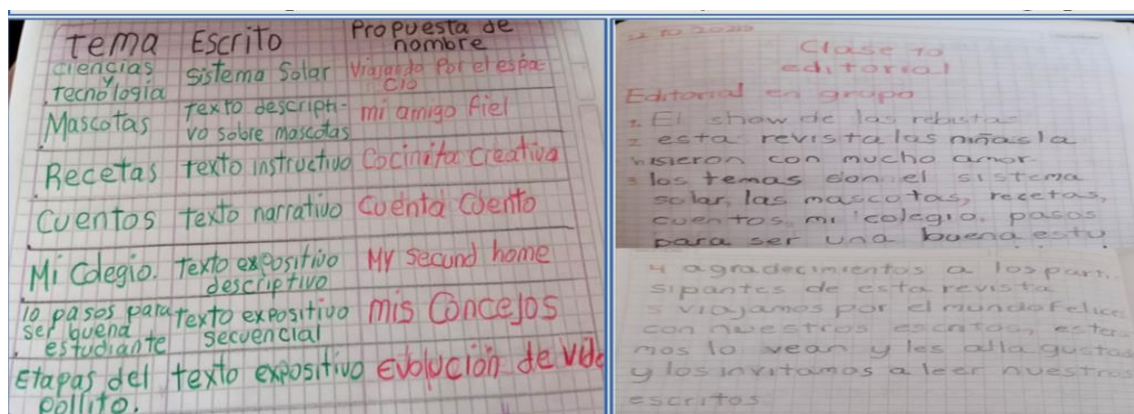 Tema Escrito Propuesta de nombre
ciencias y tecnología sistema Solar Viajando Por el espacio
Mascotas Texto descripti-vo sobre mascotas mi amigo fiel
Recetas texto instructivo Cocinita Creativa
Cuentos texto narrativo Cuenta Cuento
Mi Colegio. Texto expositivo descriptivo My Second home
10 pasos para ser buena estudiante texto expositivo secuencial mis Concejos
Etapas del pollito. texto expositivo Evolución de vida
Clase 10
editorial
Editorial en grupo
1. El show de las rebistas
2 esta revista las niñas la
hisieron con mucho amor
3 los temas son el sistema
solar, las mascotas, recetas,
cuentos, mi colegio, pasos
para ser una buena estu
4 agradecimientos a los parti
sipantes de esta revista
5 viajamos por el mundo felices
con nuestros escritos,
mos lo vean y les alla gustado
y los invitamos a leer nuestros
escritos